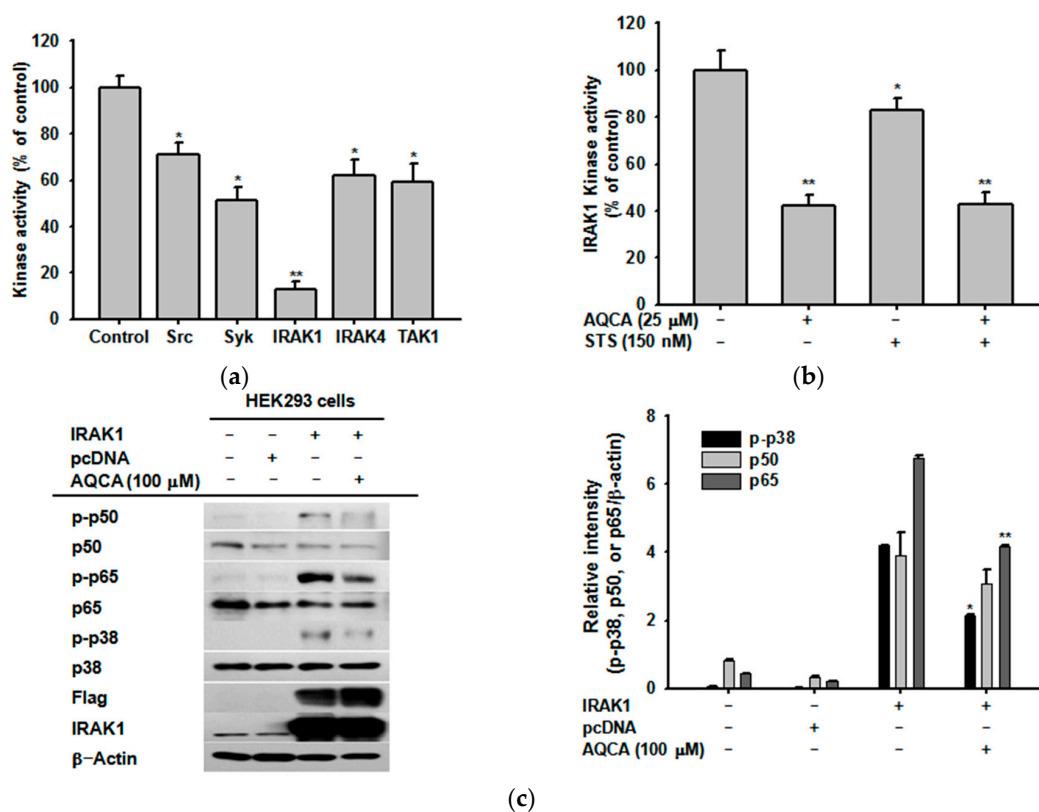 Kinase activity (% of control)
120
100
80
60
40
20
0
*
*
**
*
*
Control Src Syk IRAK1 IRAK4 TAK1
(a)
IRAK1 Kinase activity
(% of control)
120
100
80
60
40
20
0
**
*
**
AQCA (25 μM) – + – +
STS (150 nM) – – + +
(b)
HEK293 cells
IRAK1 – – + +
pcDNA – + – –
AQCA (100 μM) – – – +
p-p50
p50
p-p65
p65
p-p38
p38
Flag
IRAK1
β-Actin
Relative intensity
(p-p38, p50, or p65/β-actin)
8
6
4
2
0
p-p38
p50
p65
*
**
IRAK1 – – + +
pcDNA – + – –
AQCA (100 μM) – – – +
(c)